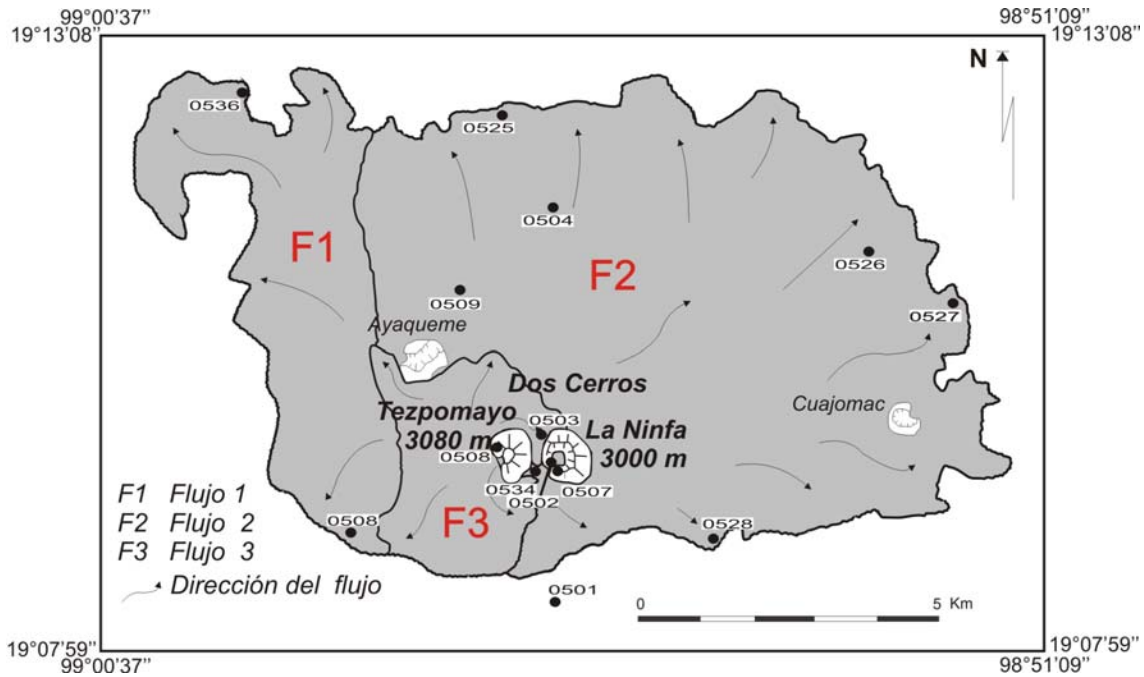 99°00'37"
98°51'09"
19°13'08"
19°13'08"
N
0536
0525
0504
F1
F2
0526
0509
0527
Ayaqueme
Dos Cerros
Cuajomac
Tezpomayo
3080 m
0503
La Ninfa
3000 m
0508
0534
0507
0502
F1 Flujo 1
F2 Flujo 2
F3 Flujo 3
Dirección del flujo
0508
F3
0528
0501
0
5 Km
19°07'59"
19°07'59"
99°00'37"
98°51'09"